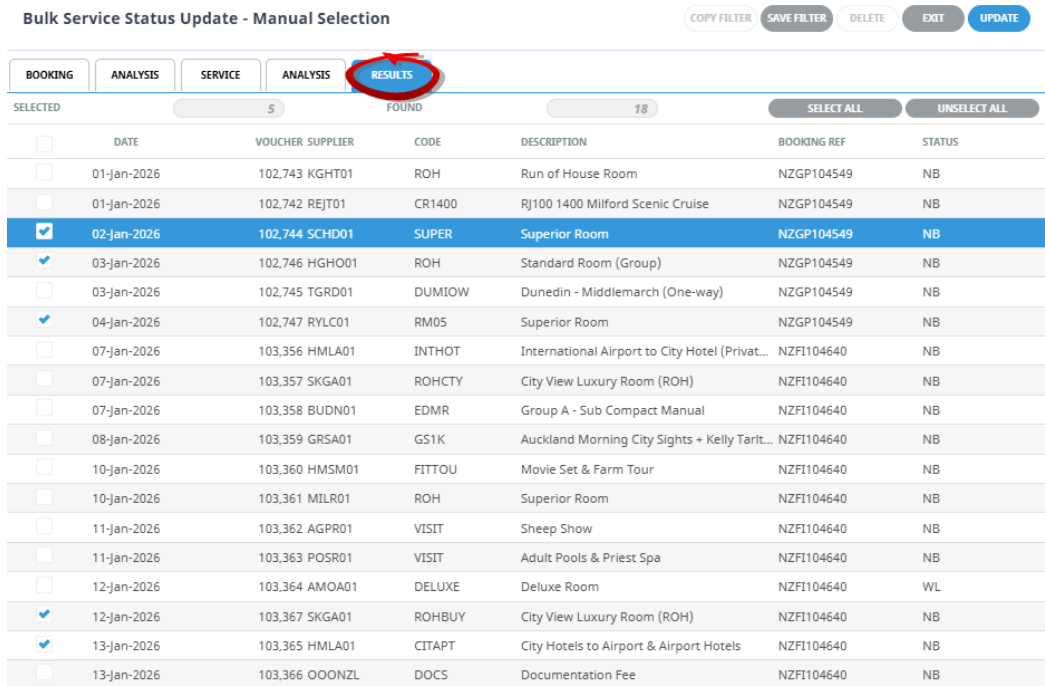 Bulk Service Status Update - Manual Selection COPY FILTER SAVE FILTER DELETE EXIT UPDATE
BOOKING ANALYSIS SERVICE ANALYSIS RESULTS
SELECTED 5 FOUND 18 SELECT ALL UNSELECT ALL
DATE VOUCHER SUPPLIER CODE DESCRIPTION BOOKING REF STATUS
01-Jan-2026 102,743 KGHT01 ROH Run of House Room NZGP104549 NB
01-Jan-2026 102,742 REJT01 CR1400 RJ100 1400 Milford Scenic Cruise NZGP104549 NB
02-Jan-2026 102,744 SCHD01 SUPER Superior Room NZGP104549 NB
03-Jan-2026 102,746 HGHO01 ROH Standard Room (Group) NZGP104549 NB
03-Jan-2026 102,745 TGRD01 DUMIOW Dunedin - Middlemarch (One-way) NZGP104549 NB
04-Jan-2026 102,747 RYLC01 RM05 Superior Room NZGP104549 NB
07-Jan-2026 103,356 HMLA01 INTHOT International Airport to City Hotel (Privat... NZFI104640 NB
07-Jan-2026 103,357 SKGA01 ROHCTY City View Luxury Room (ROH) NZFI104640 NB
07-Jan-2026 103,358 BUDN01 EDMR Group A - Sub Compact Manual NZFI104640 NB
08-Jan-2026 103,359 GRSA01 GS1K Auckland Morning City Sights + Kelly Tarlt... NZFI104640 NB
10-Jan-2026 103,360 HMSM01 FITTOU Movie Set & Farm Tour NZFI104640 NB
10-Jan-2026 103,361 MILR01 ROH Superior Room NZFI104640 NB
11-Jan-2026 103,362 AGPR01 VISIT Sheep Show NZFI104640 NB
11-Jan-2026 103,363 POSR01 VISIT Adult Pools & Priest Spa NZFI104640 NB
12-Jan-2026 103,364 AMOA01 DELUXE Deluxe Room NZFI104640 WL
12-Jan-2026 103,367 SKGA01 ROHBUY City View Luxury Room (ROH) NZFI104640 NB
13-Jan-2026 103,365 HMLA01 CITAPT City Hotels to Airport & Airport Hotels NZFI104640 NB
13-Jan-2026 103,366 OOONZL DOCS Documentation Fee NZFI104640 NB